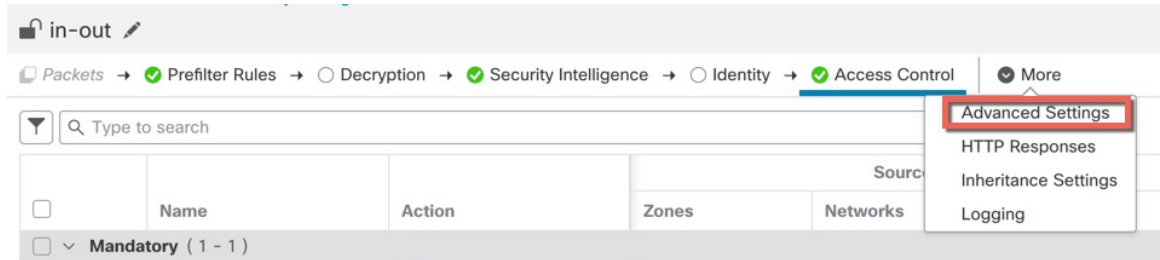 in-out
Packets → Prefilter Rules → Decryption → Security Intelligence → Identity → Access Control More
Advanced Settings
Type to search
HTTP Responses
Sourc
Inheritance Settings
Name Action Zones Networks
Logging
Mandatory ( 1 - 1 )